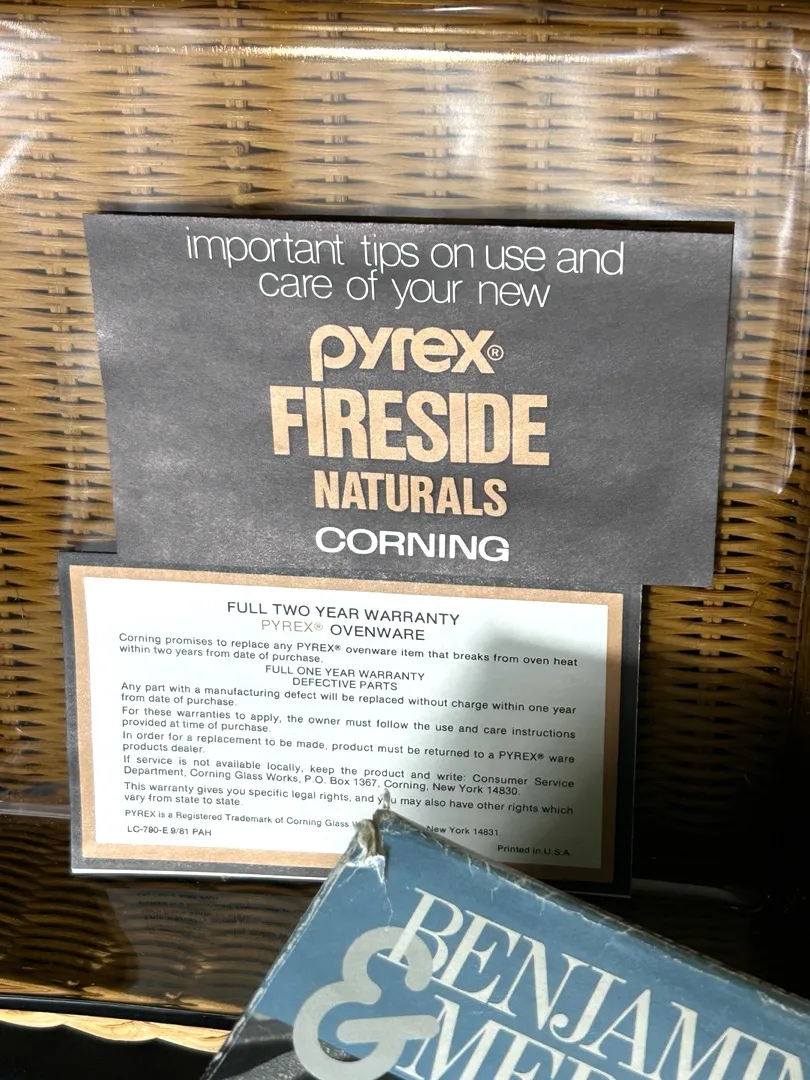 important tips on use and
care of your new
pyrex®
FIRESIDE
NATURALS
CORNING
FULL TWO YEAR WARRANTY
PYREX® OVENWARE
Corning promises to replace any PYREX® ovenware item that breaks from oven heat
within two years from date of purchase.
FULL ONE YEAR WARRANTY
DEFECTIVE PARTS
Any part with a manufacturing defect will be replaced without charge within one year
from date of purchase.
For these warranties to apply, the owner must follow the use and care instructions
provided at time of purchase.
In order for a replacement to be made, product must be returned to a PYREX® ware
products dealer.
If service is not available locally, keep the product and write: Consumer Service
Department, Corning Glass Works, P.O. Box 1367, Corning, New York 14830.
This warranty gives you specific legal rights, and you may also have other rights which
vary from state to state.
PYREX is a Registered Trademark of Corning Glass New York 14831.
LC-790-E 9/81 PAH
Printed in U.S.A.
BENJAMIN
&